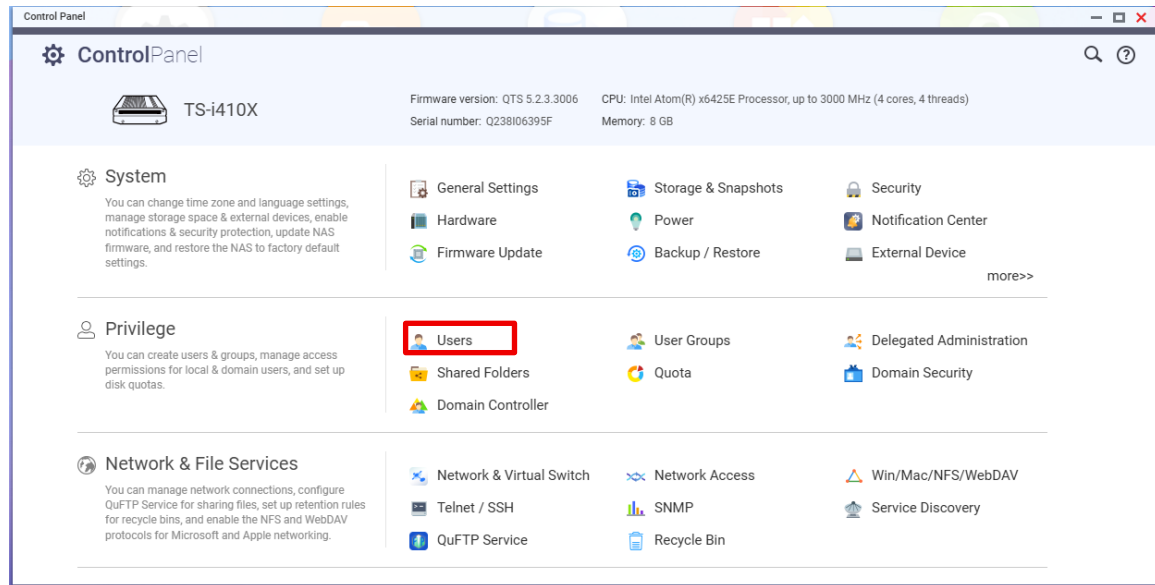 Control Panel
ControlPanel
TS-i410X
Firmware version: QTS 5.2.3.3006
CPU: Intel Atom(R) x6425E Processor, up to 3000 MHz (4 cores, 4 threads)
Serial number: Q238I06395F
Memory: 8 GB
System
You can change time zone and language settings,
manage storage space & external devices, enable
notifications & security protection, update NAS
firmware, and restore the NAS to factory default
settings.
General Settings
Storage & Snapshots
Security
Hardware
Power
Notification Center
Firmware Update
Backup / Restore
External Device
more>>
Privilege
You can create users & groups, manage access
permissions for local & domain users, and set up
disk quotas.
Users
User Groups
Delegated Administration
Shared Folders
Quota
Domain Security
Domain Controller
Network & File Services
You can manage network connections, configure
QuFTP Service for sharing files, set up retention rules
for recycle bins, and enable the NFS and WebDAV
protocols for Microsoft and Apple networking.
Network & Virtual Switch
Network Access
Win/Mac/NFS/WebDAV
Telnet / SSH
SNMP
Service Discovery
QuFTP Service
Recycle Bin